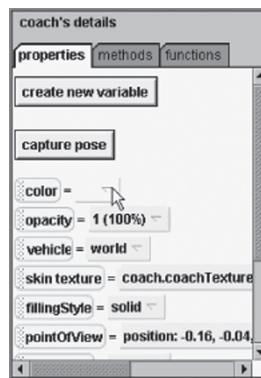 coach's details
properties methods functions
create new variable
capture pose
color =
opacity = 1 (100%)
vehicle = world
skin texture = coach.coachTexture
fillingStyle = solid
pointOfView = position: -0.16, -0.04,